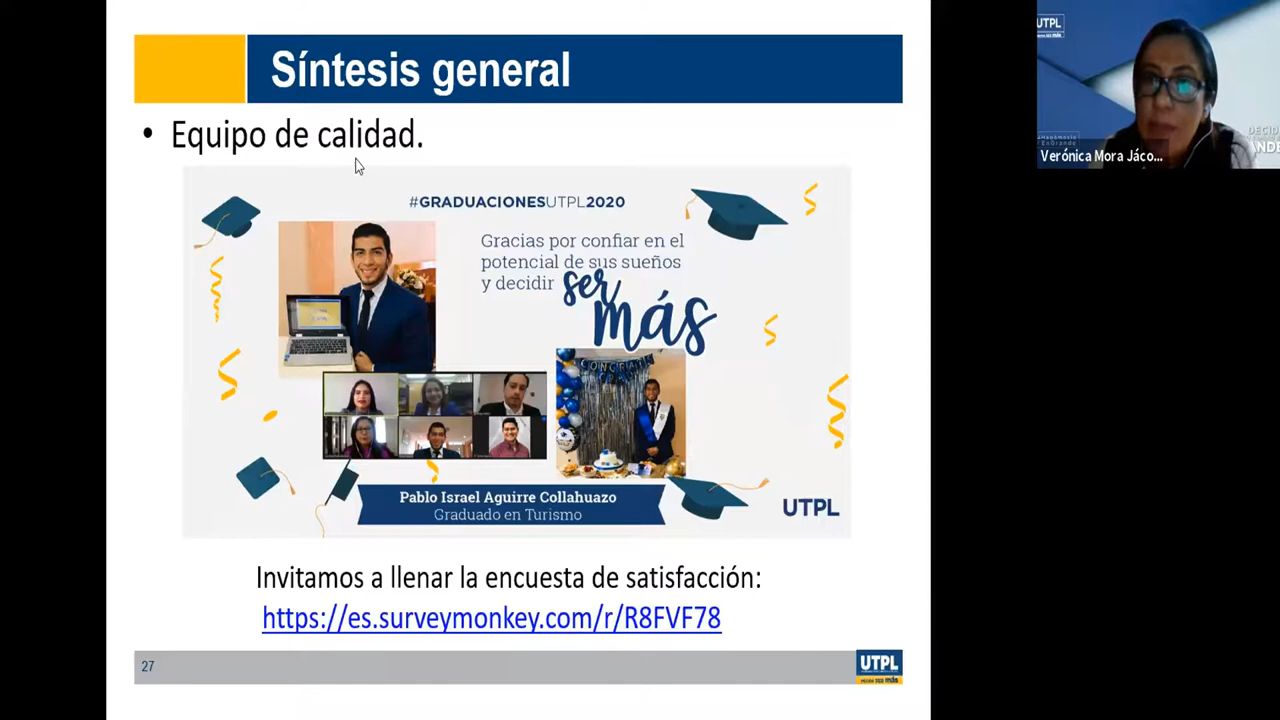 Síntesis general
• Equipo de calidad.
#GRADUACIONESUTPL2020
Gracias por confiar en el
potencial de sus sueños
y decidir ser
más
CONGRATS
Pablo Israel Aguirre Collahuazo
Graduado en Turismo
UTPL
Invitamos a llenar la encuesta de satisfacción:
https://es.surveymonkey.com/r/R8FVF78
27
UTPL
UTPL
Verónica Mora Jáco...